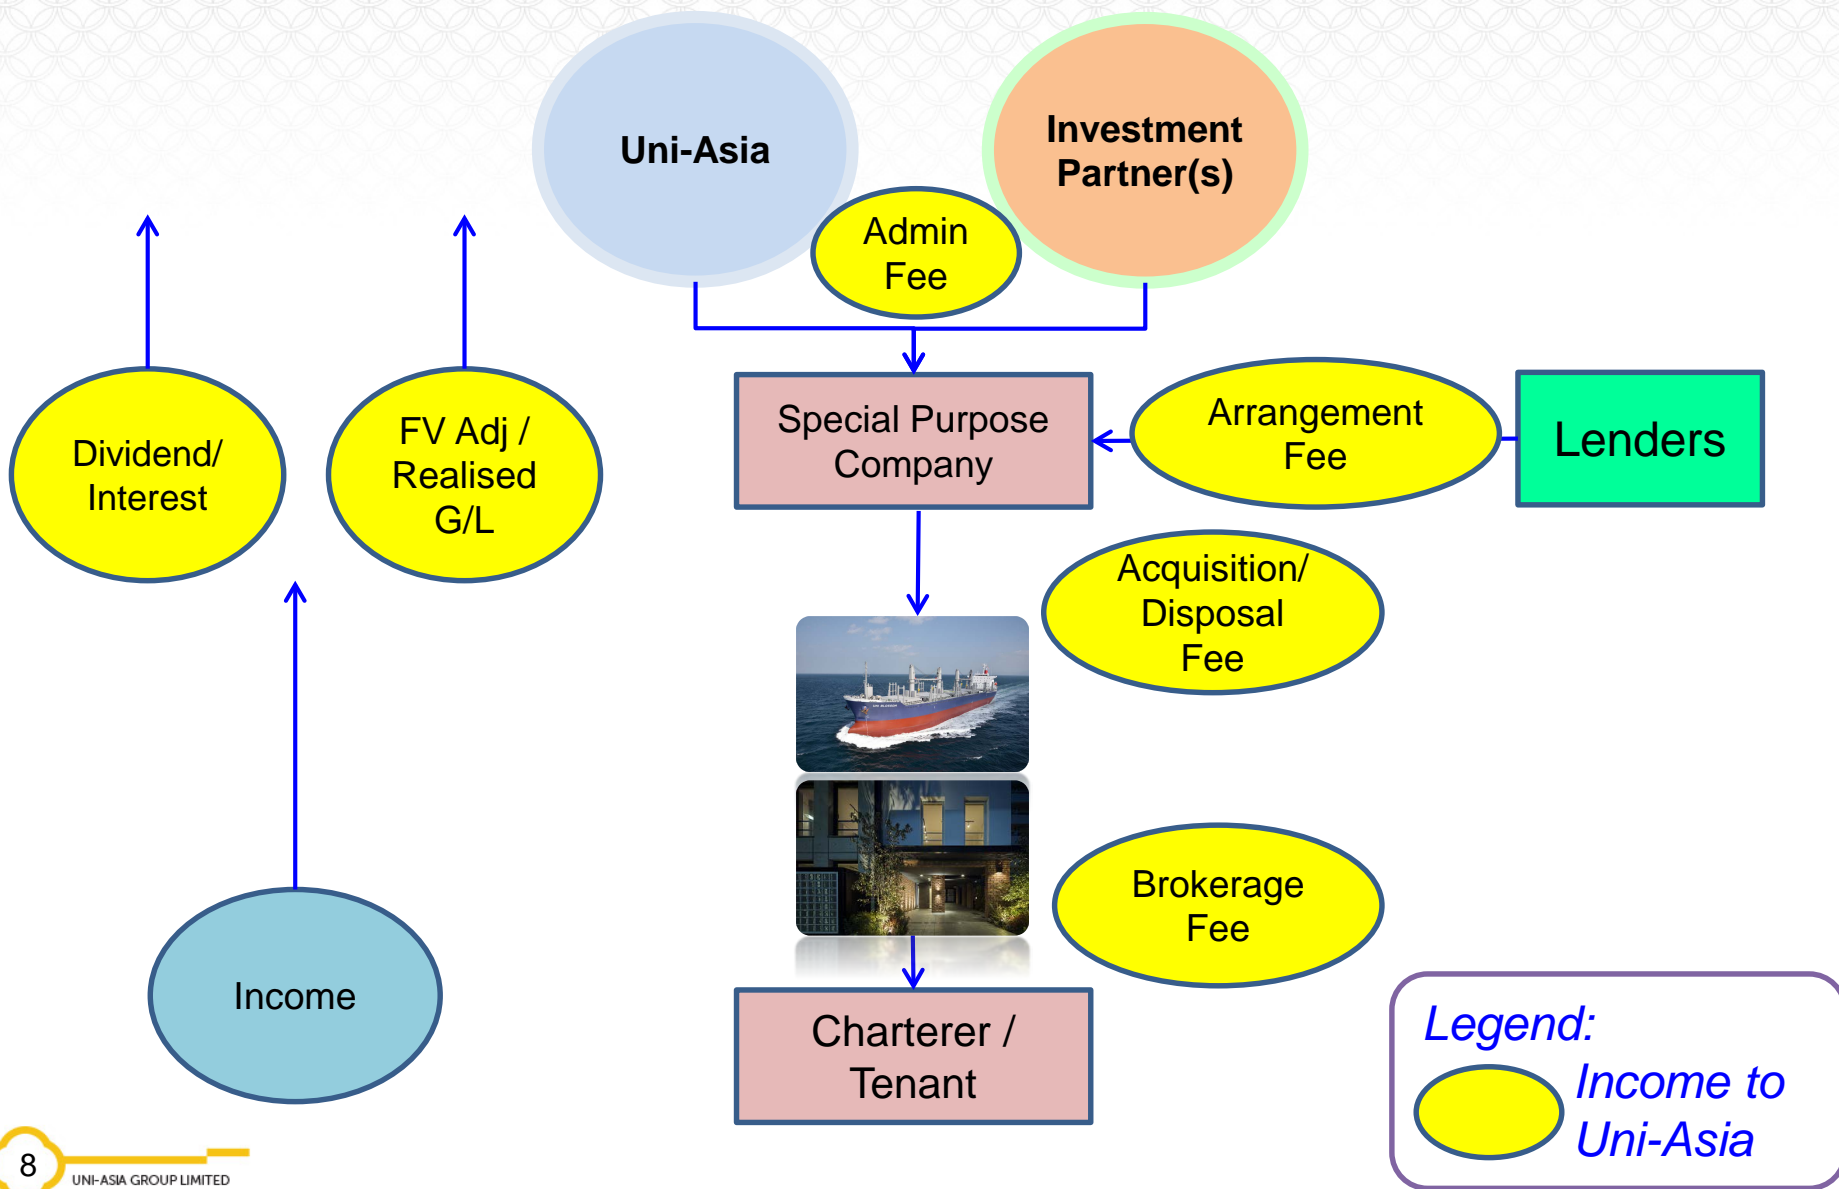 Uni-Asia
Investment
Partner(s)
Admin
Fee
Dividend/
Interest
FV Adj /
Realised
G/L
Special Purpose
Company
Arrangement
Fee
Lenders
Acquisition/
Disposal
Fee
Brokerage
Fee
Income
Charterer /
Tenant
Legend:
Income to
Uni-Asia
8
UNI-ASIA GROUP LIMITED